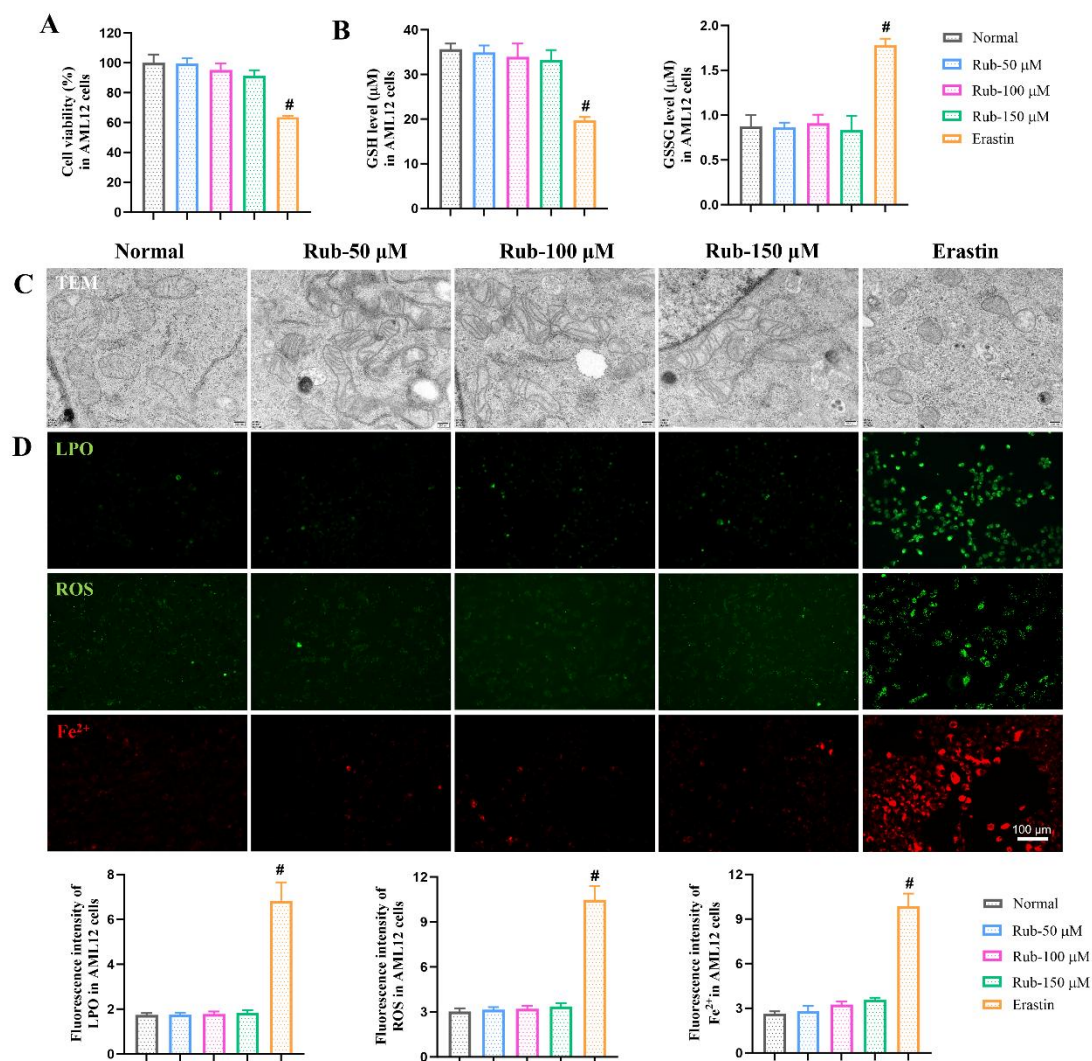 A
Cell viability (%)
in AML12 cells
120
100
80
60
40
20
0
#
B
GSH level (μM)
in AML12 cells
40
30
20
10
0
#
GSSG level (μM)
in AML12 cells
2.0
1.5
1.0
0.5
0.0
#
Normal
Rub-50 μM
Rub-100 μM
Rub-150 μM
Erastin
Normal
Rub-50 μM
Rub-100 μM
Rub-150 μM
Erastin
C
TEM
D
LPO
ROS
Fe²⁺
100 μm
Fluorescence intensity of
LPO in AML12 cells
8
6
4
2
0
#
Fluorescence intensity of
ROS in AML12 cells
12
9
6
3
0
#
Fluorescence intensity of
Fe²⁺in AML12 cells
12
9
6
3
0
#
Normal
Rub-50 μM
Rub-100 μM
Rub-150 μM
Erastin